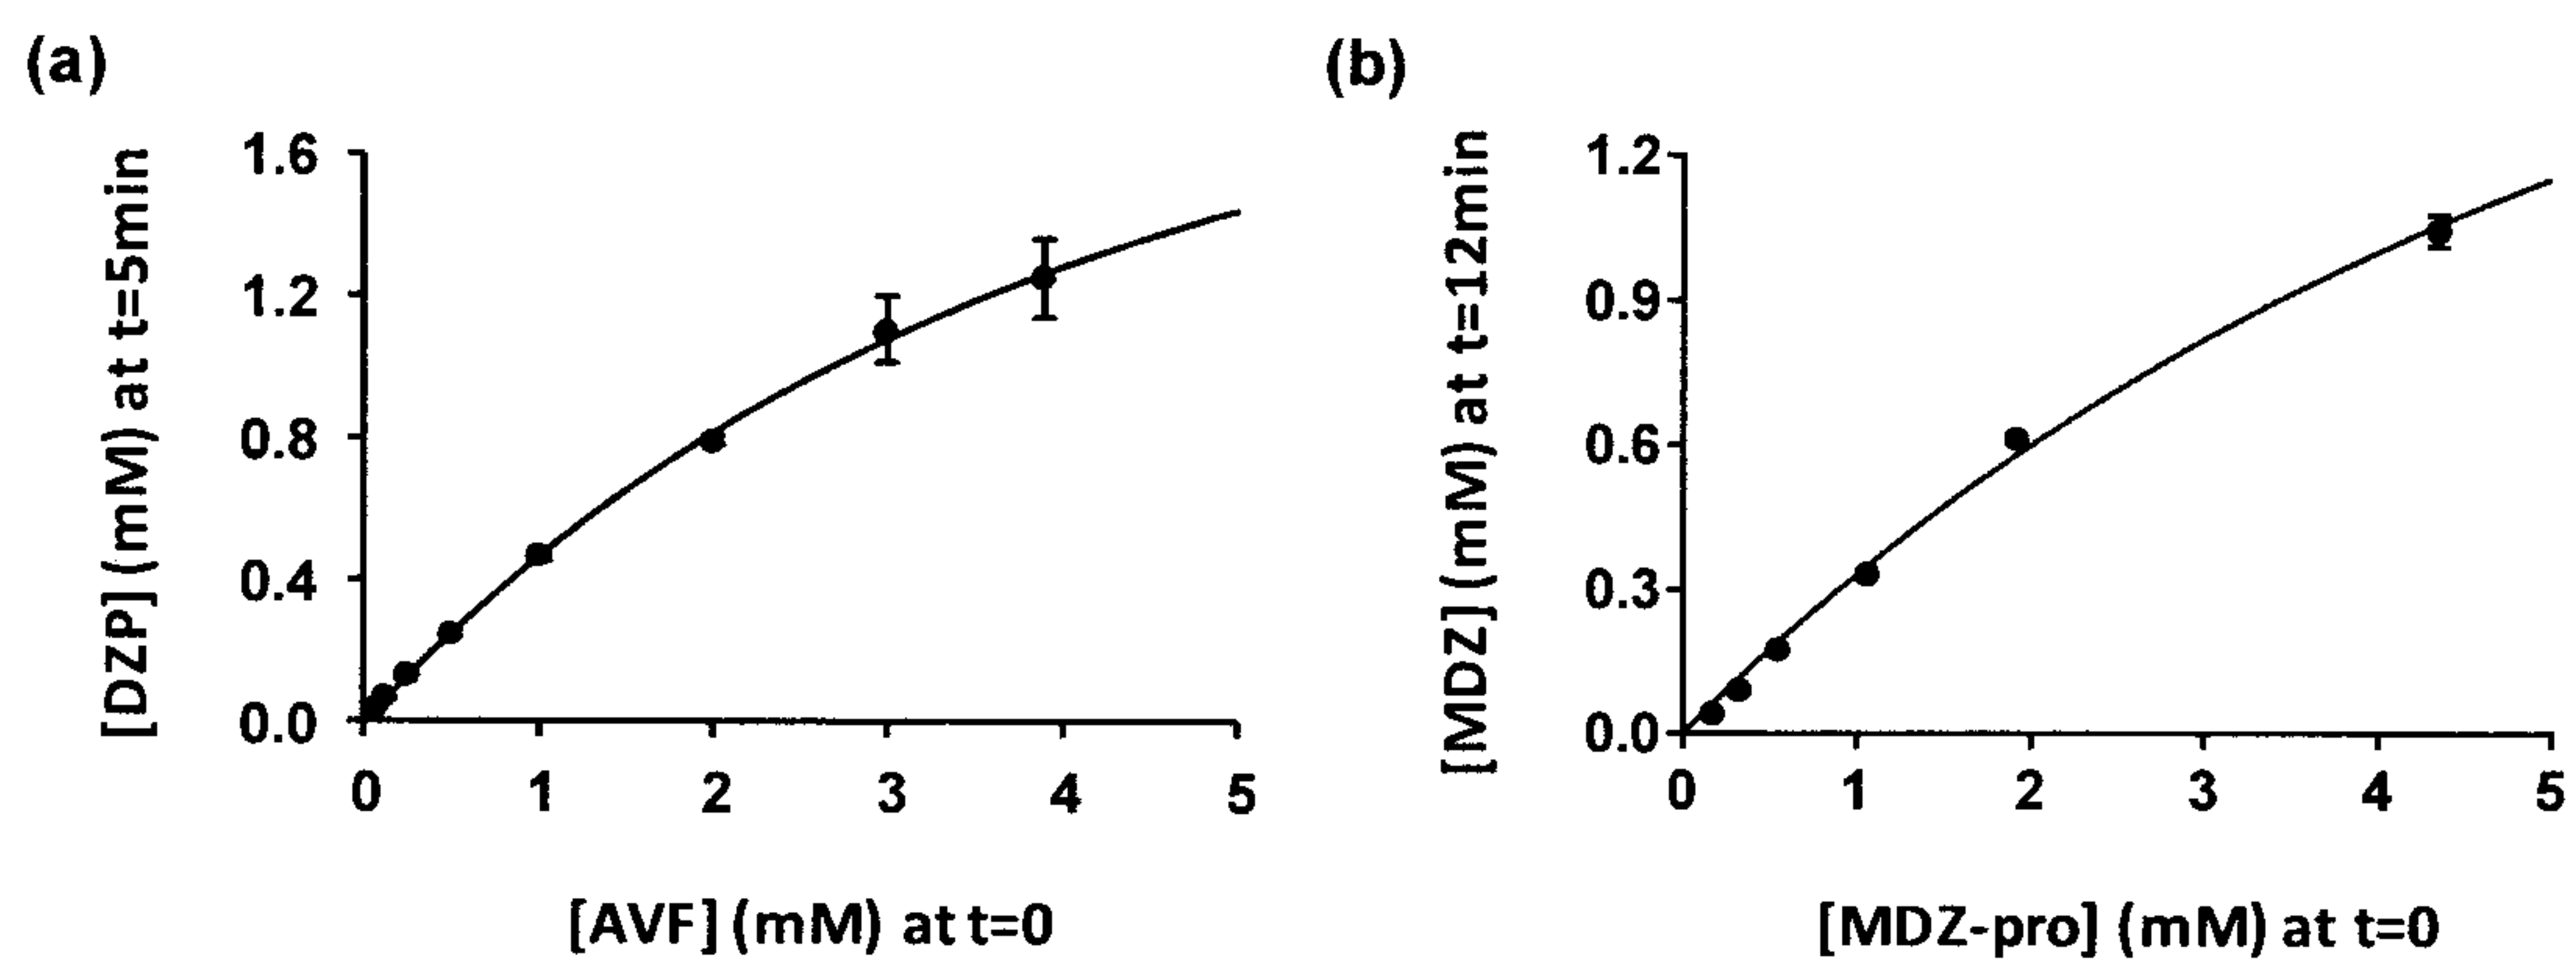 (a)
[DZP] (mM) at t=5min
1.6
1.2
0.8
0.4
0.0
0 1 2 3 4 5
[AVF] (mM) at t=0
(b)
[MDZ] (mM) at t=12min
1.2
0.9
0.6
0.3
0.0
0 1 2 3 4 5
[MDZ-pro] (mM) at t=0